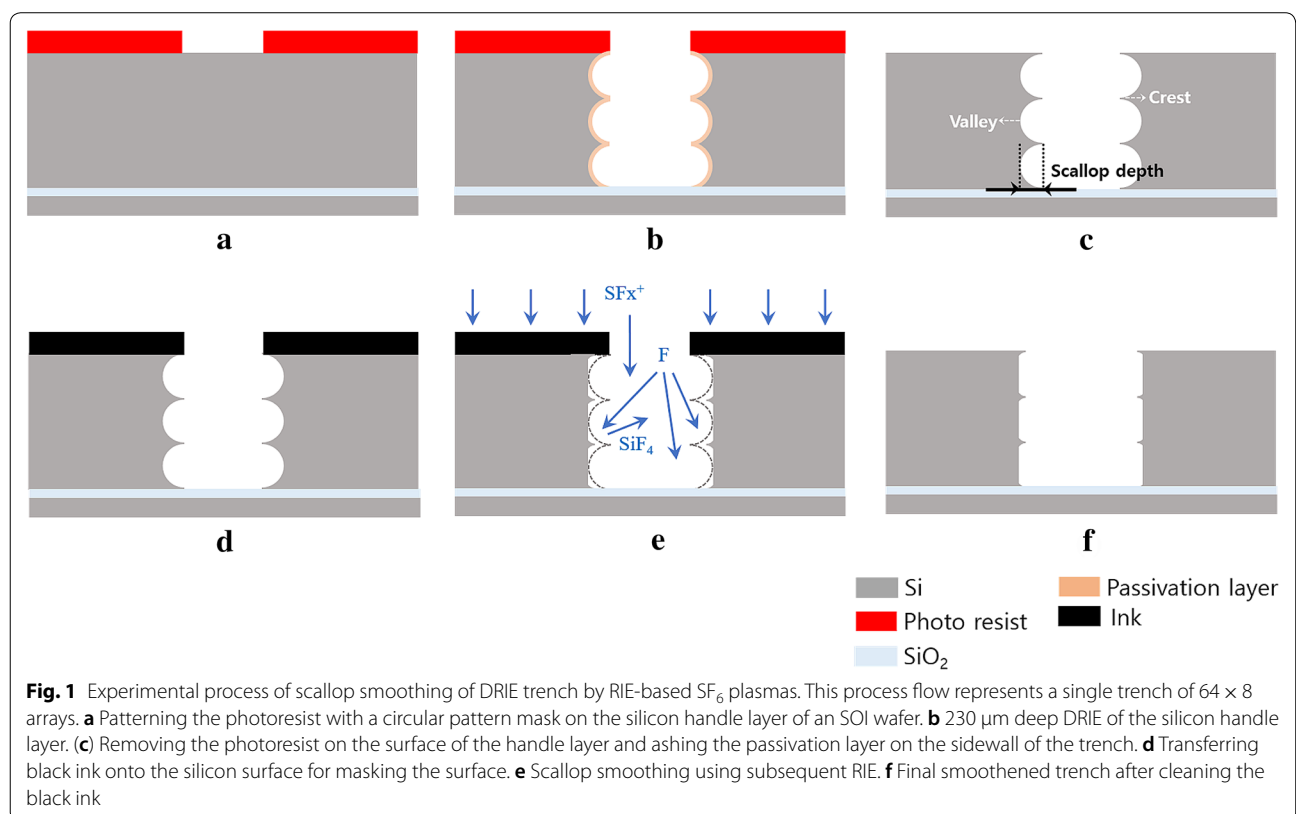 a
b
Crest
Valley
Scallop depth
c
d
SFx⁺
F
SiF₄
e
f
Si
Passivation layer
Photo resist
Ink
SiO₂
Fig. 1 Experimental process of scallop smoothing of DRIE trench by RIE-based SF₆ plasmas. This process flow represents a single trench of 64 × 8
arrays. a Patterning the photoresist with a circular pattern mask on the silicon handle layer of an SOI wafer. b 230 μm deep DRIE of the silicon handle
layer. (c) Removing the photoresist on the surface of the handle layer and ashing the passivation layer on the sidewall of the trench. d Transferring
black ink onto the silicon surface for masking the surface. e Scallop smoothing using subsequent RIE. f Final smoothened trench after cleaning the
black ink